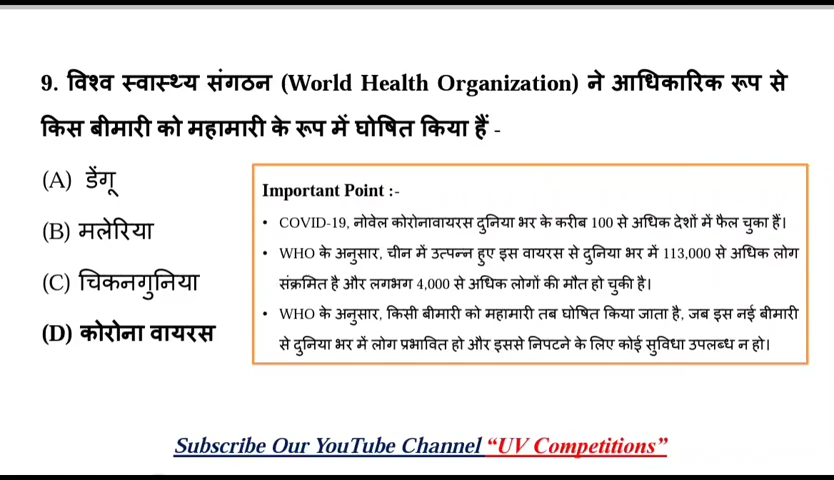 9. विश्व स्वास्थ्य संगठन (World Health Organization) ने आधिकारिक रूप से
किस बीमारी को महामारी के रूप में घोषित किया हैं -
(A) डेंगू
(B) मलेरिया
(C) चिकनगुनिया
(D) कोरोना वायरस
Important Point :-
• COVID-19, नोवेल कोरोनावायरस दुनिया भर के करीब 100 से अधिक देशों में फैल चुका हैं।
• WHO के अनुसार, चीन में उत्पन्न हुए इस वायरस से दुनिया भर में 113,000 से अधिक लोग
संक्रमित है और लगभग 4,000 से अधिक लोगों की मौत हो चुकी है।
• WHO के अनुसार, किसी बीमारी को महामारी तब घोषित किया जाता है, जब इस नई बीमारी
से दुनिया भर में लोग प्रभावित हो और इससे निपटने के लिए कोई सुविधा उपलब्ध न हो।
Subscribe Our YouTube Channel “UV Competitions”